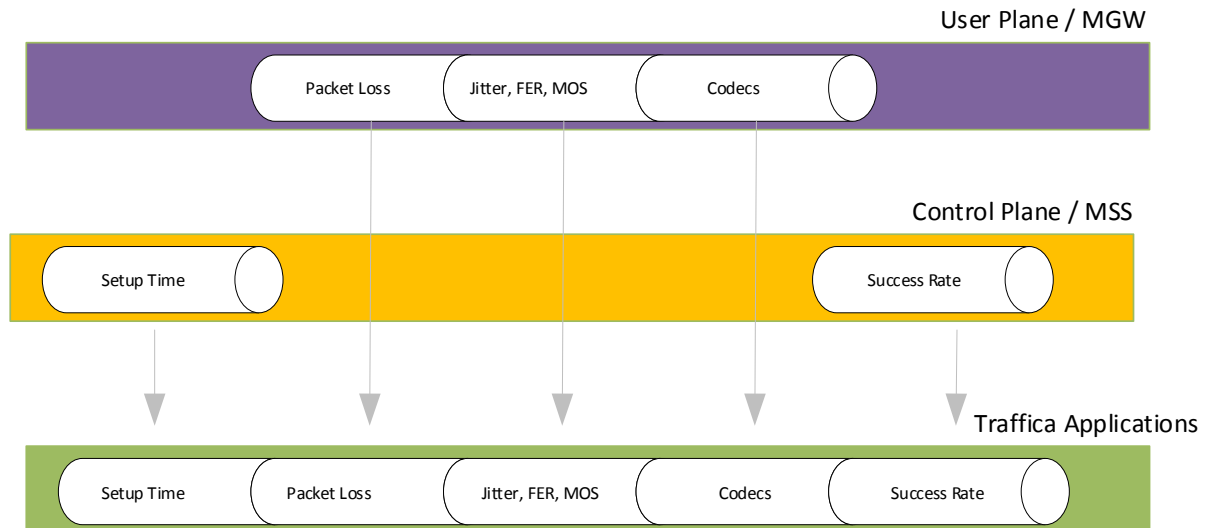 User Plane / MGW
Packet Loss
Jitter, FER, MOS
Codecs
Control Plane / MSS
Setup Time
Success Rate
Traffica Applications
Setup Time
Packet Loss
Jitter, FER, MOS
Codecs
Success Rate